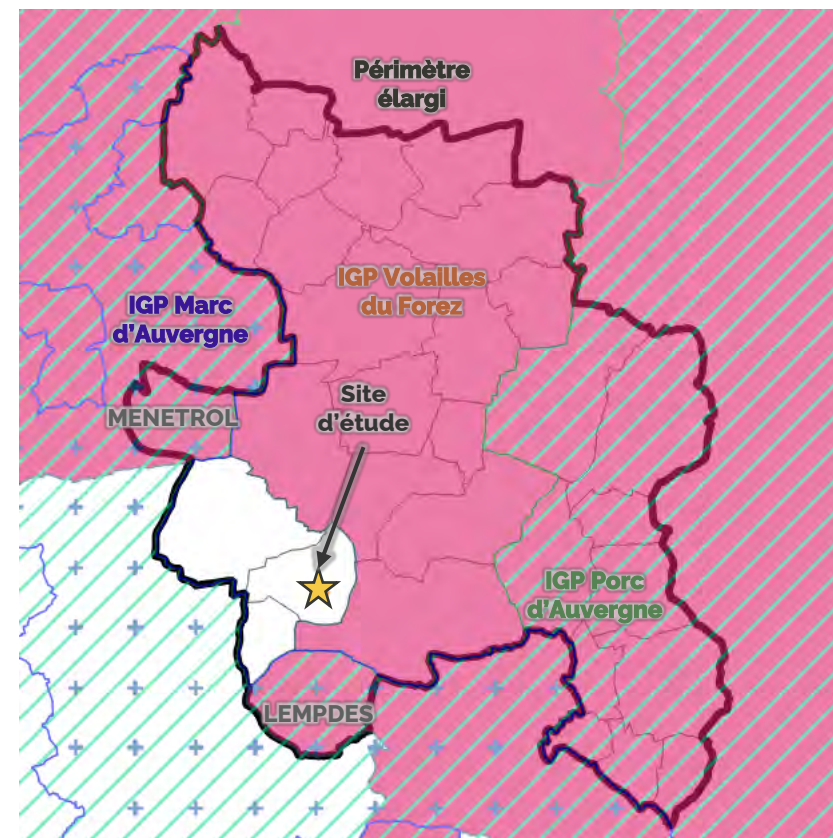 Périmètre
élargi
IGP Volailles
du Forez
IGP Marc
d'Auvergne
Site
d'étude
MENETROL
IGP Porc
d'Auvergne
LEMPDES